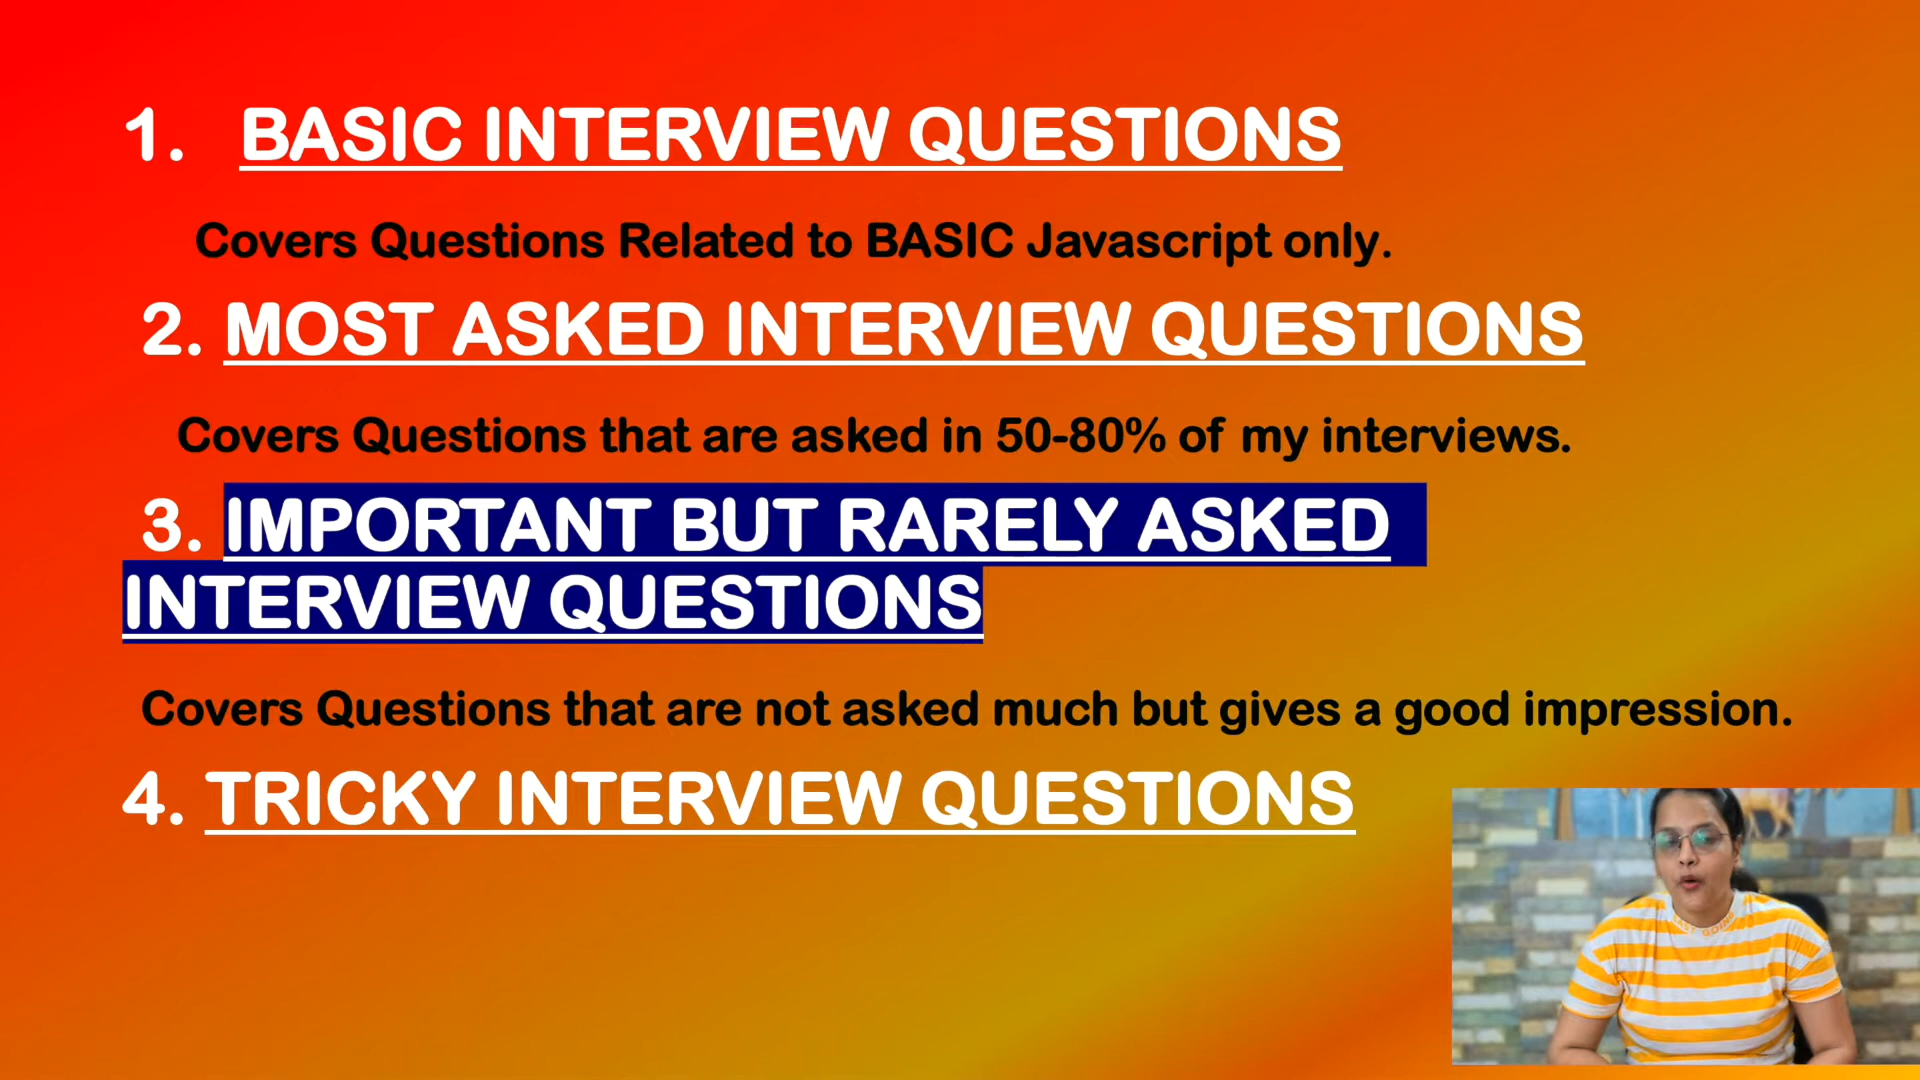 1. BASIC INTERVIEW QUESTIONS
Covers Questions Related to BASIC Javascript only.
2. MOST ASKED INTERVIEW QUESTIONS
Covers Questions that are asked in 50-80% of my interviews.
3. IMPORTANT BUT RARELY ASKED
INTERVIEW QUESTIONS
Covers Questions that are not asked much but gives a good impression.
4. TRICKY INTERVIEW QUESTIONS